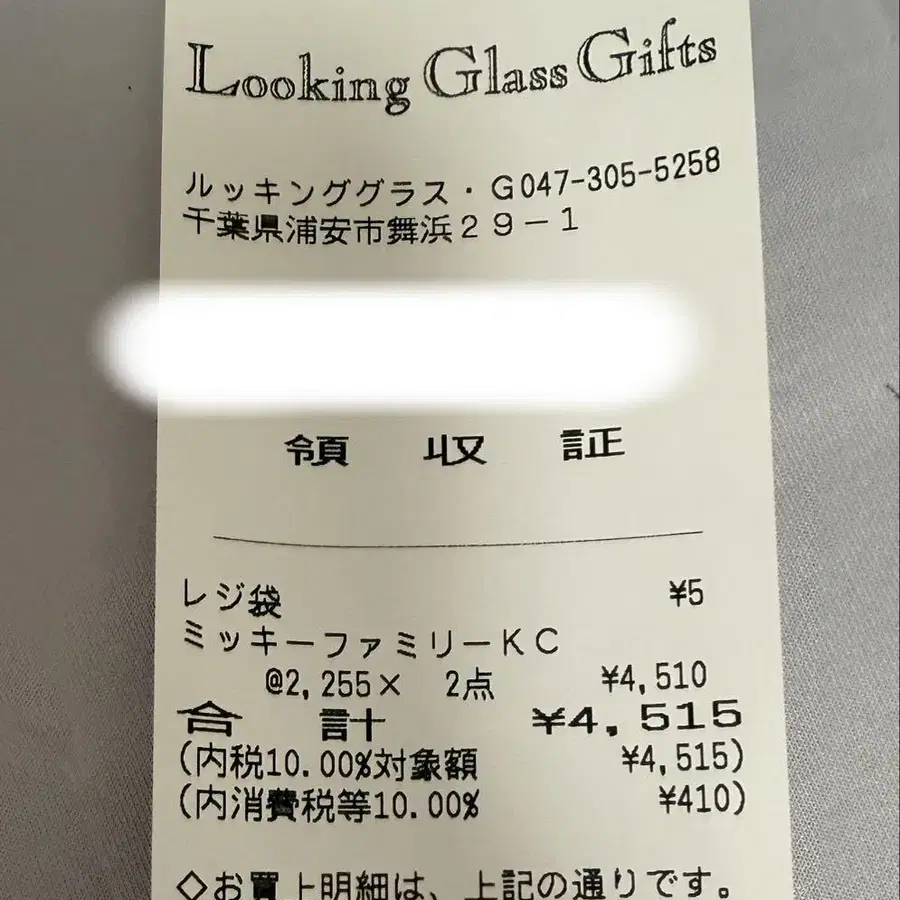 Looking Glass Gifts
ルッキンググラス・G047-305-5258
千葉県浦安市舞浜29-1
領収証
レジ袋 ¥5
ミッキーファミリーKC
@2,255× 2点 ¥4,510
合計 ¥4,515
(内税10.00%対象額 ¥4,515)
(内消費税等10.00% ¥410)
◇お買上明細は、上記の通りです。